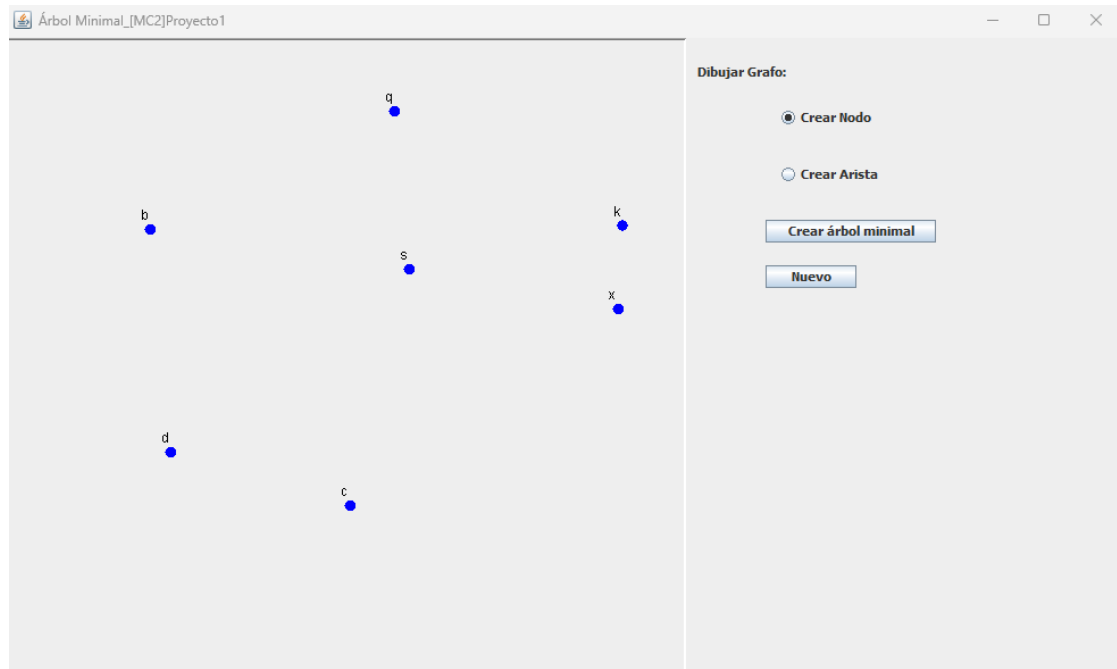 Árbol Minimal_[MC2]Proyecto1
Dibujar Grafo:
q
Crear Nodo
Crear Arista
b
k
Crear árbol minimal
s
Nuevo
x
d
c